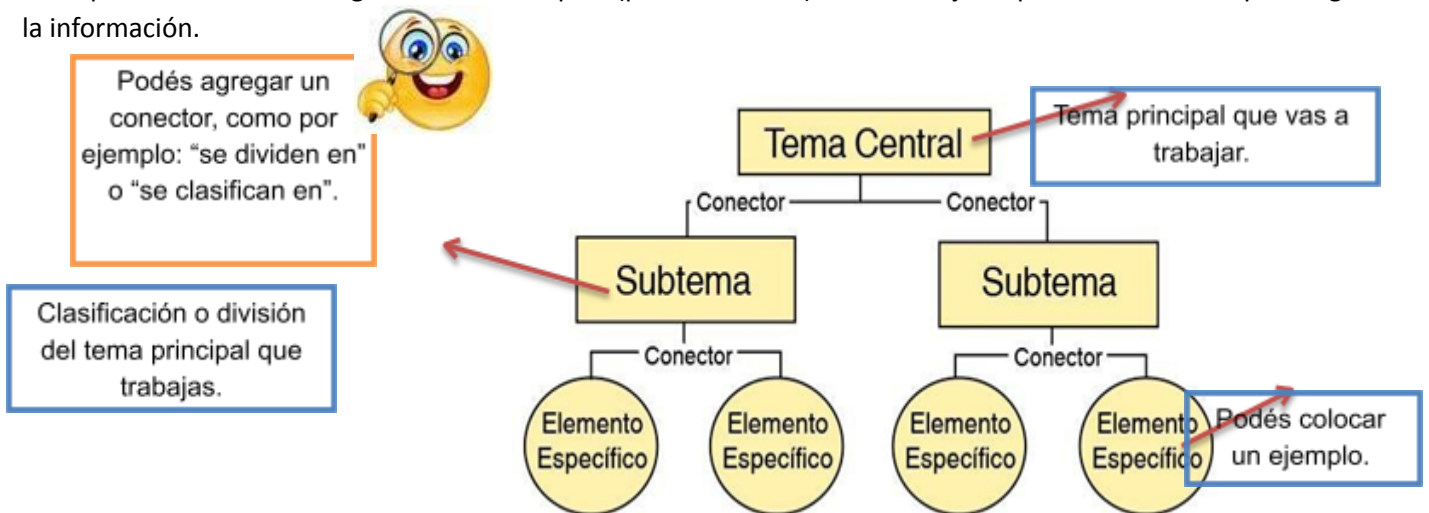 la información.
Podés agregar un
conector, como por
ejemplo: “se dividen en”
o “se clasifican en”.
Tema Central
Tema principal que vas a
trabajar.
Conector
Conector
Subtema
Subtema
Clasificación o división
del tema principal que
trabajas.
Conector
Conector
Elemento
Específico
Elemento
Específico
Elemento
Específico
Elemento
Específico
Podés colocar
un ejemplo.